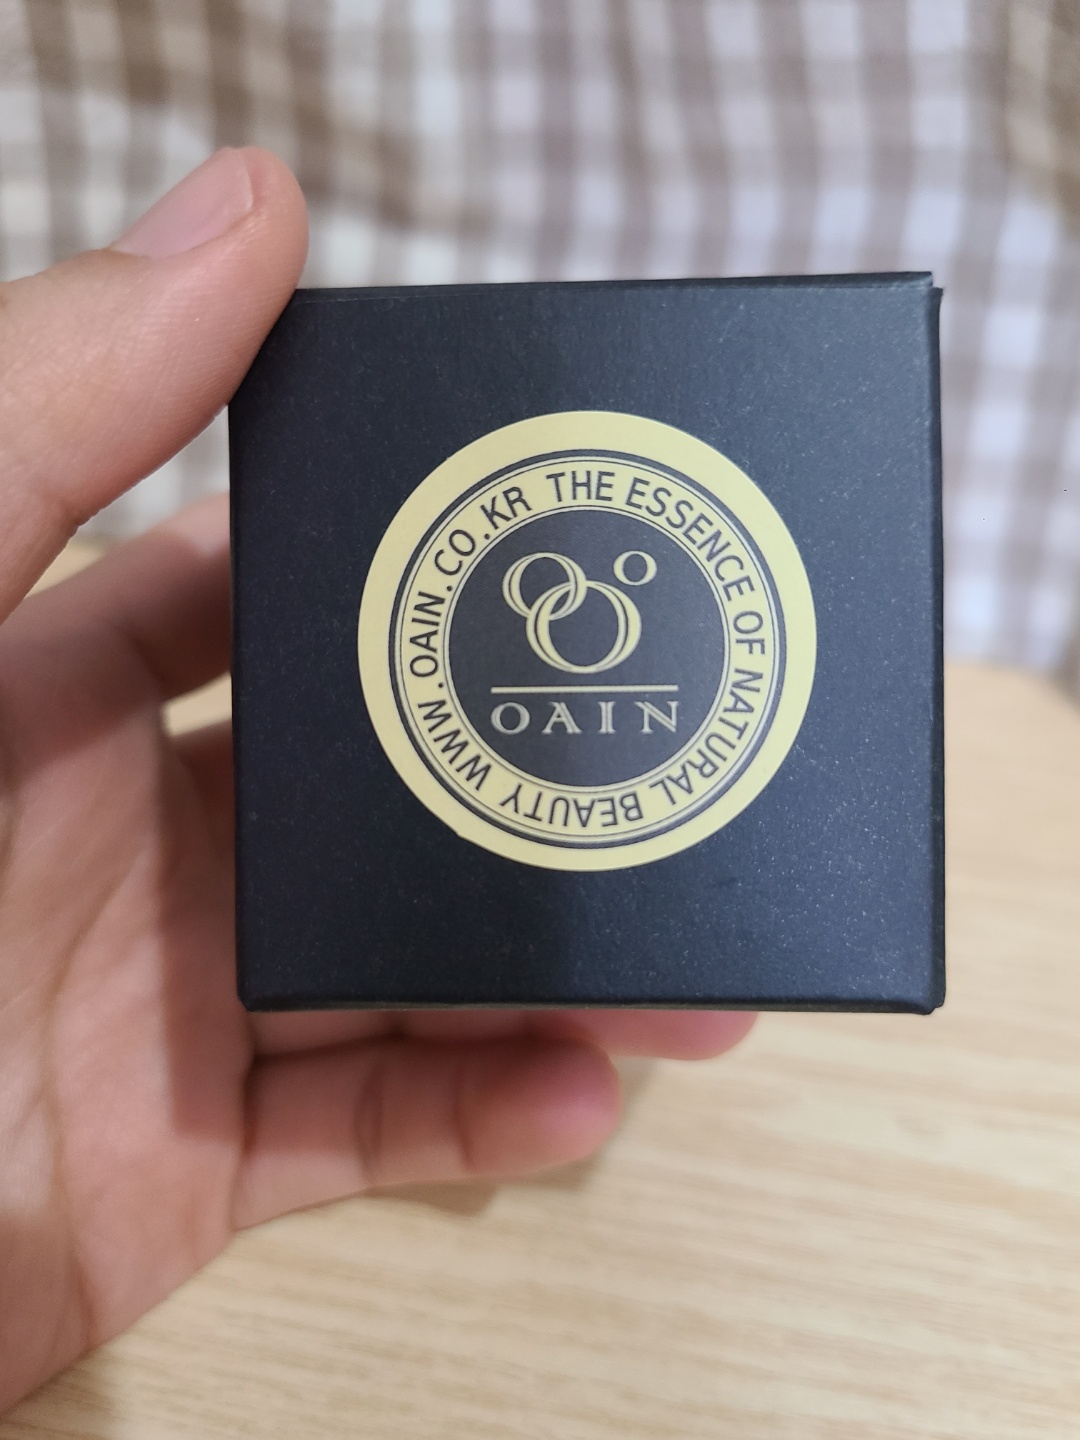 THE ESSENCE OF NATURAL BEAUTY WWW.OAIN.CO.KR
OAIN